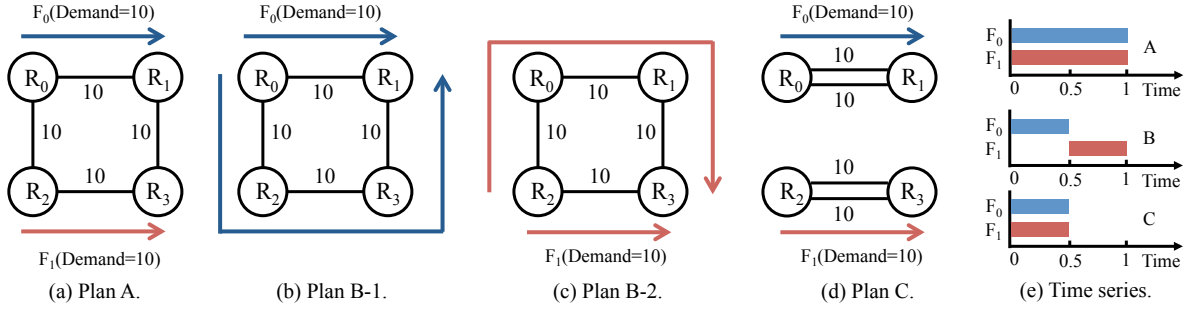 F0(Demand=10)
R0
R1
10
10
10
10
R2
R3
F1(Demand=10)
(a) Plan A.
F0(Demand=10)
R0
R1
10
10
10
10
R2
R3
(b) Plan B-1.
R0
R1
10
10
10
10
R2
R3
F1(Demand=10)
(c) Plan B-2.
F0(Demand=10)
10
R0
R1
10
10
R2
R3
10
F1(Demand=10)
(d) Plan C.
F0
F1
A
0 0.5 1 Time
F0
F1
B
0 0.5 1 Time
F0
F1
C
0 0.5 1 Time
(e) Time series.